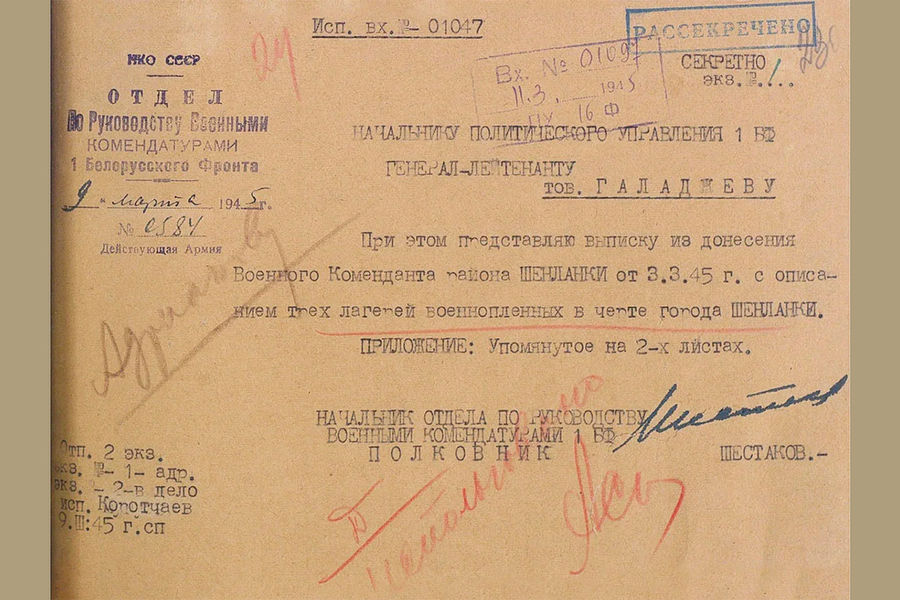 Исп. вх.№- 01047
РАССЕКРЕЧЕНО
НКО СССР
ОТДЕЛ
По Руководству Военными
КОМЕНДАТУРАМИ
1 Белорусского Фронта
9 " марта 1945г.
№ 0584
Действующая Армия
Вх. № 01097
11.3. 1945
ПУ 16 Ф
СЕКРЕТНО
экз.№ 1...
НАЧАЛЬНИКУ ПОЛИТИЧЕСКОГО УПРАВЛЕНИЯ 1 БФ
ГЕНЕРАЛ-ЛЕЙТЕНАНТУ
тов. ГАЛАДЖЕВУ
При этом представляю выписку из донесения
Военного Коменданта района ШЕНЛАНКИ от 3.3.45 г. с описа-
нием трех лагерей военнопленных в черте города ШЕНЛАНКИ.
ПРИЛОЖЕНИЕ: Упомянутое на 2-х листах.
НАЧАЛЬНИК ОТДЕЛА ПО РУКОВОДСТВУ
ВОЕННЫМИ КОМЕНДАТУРАМИ 1 БФ
ПОЛКОВНИК
ШЕСТАКОВ.-
Отп. 2 экз.
экз. №- 1- адр.
экз. - 2-в дело
исп. Коротчаев
9.III.45 г.сп